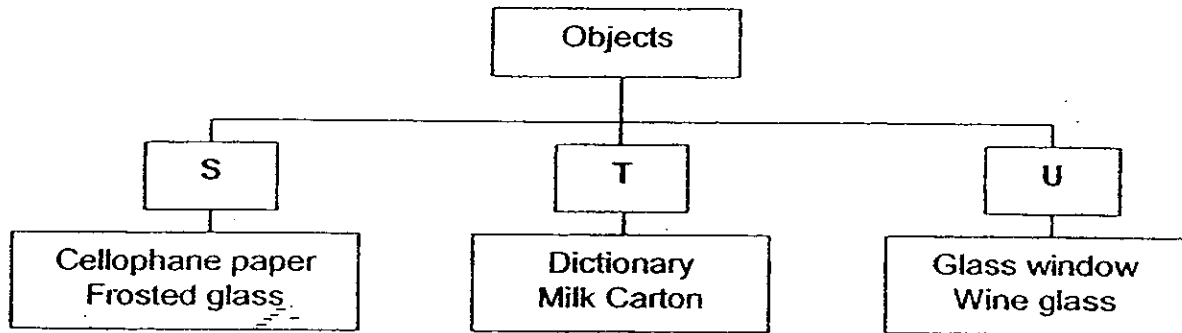 Objects
S
T
U
Cellophane paper
Frosted glass
Dictionary
Milk Carton
Glass window
Wine glass